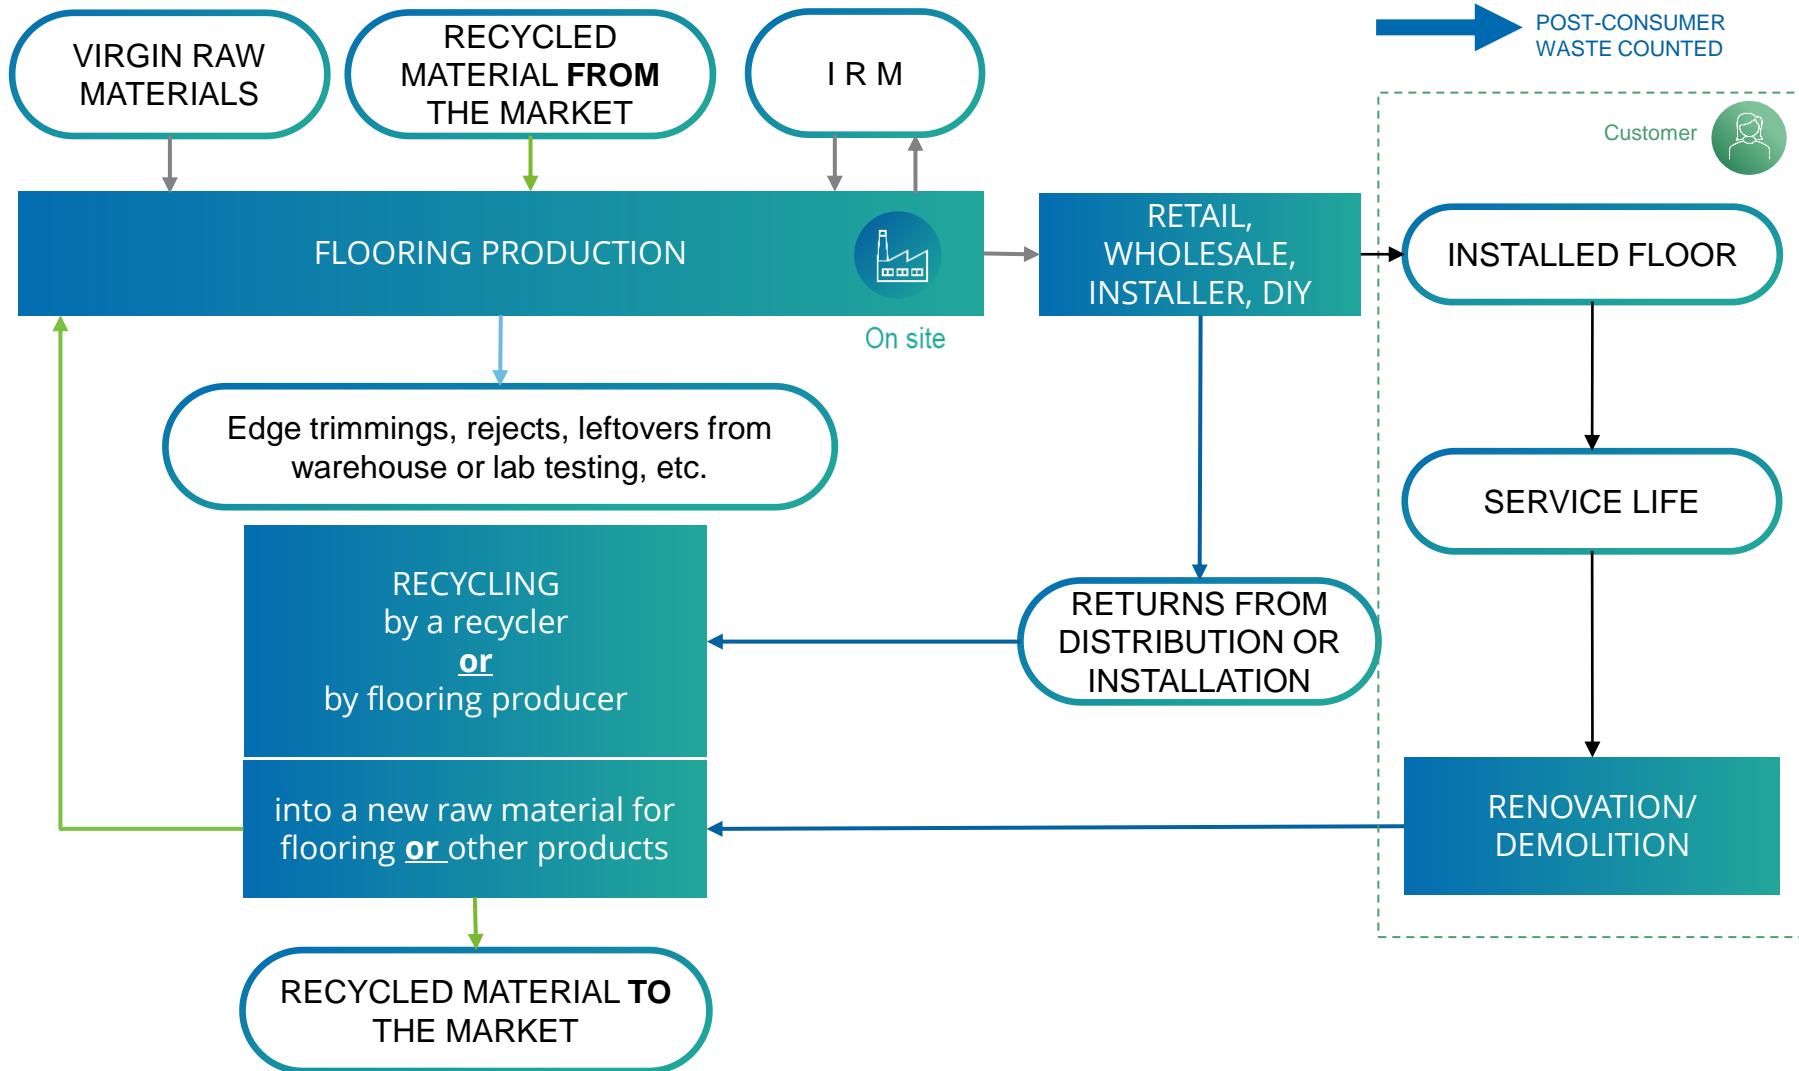 VIRGIN RAW
MATERIALS
RECYCLED
MATERIAL FROM
THE MARKET
I R M
POST-CONSUMER
WASTE COUNTED
Customer
FLOORING PRODUCTION
On site
RETAIL,
WHOLESALE,
INSTALLER, DIY
INSTALLED FLOOR
Edge trimmings, rejects, leftovers from
warehouse or lab testing, etc.
SERVICE LIFE
RECYCLING
by a recycler
or
by flooring producer
RETURNS FROM
DISTRIBUTION OR
INSTALLATION
into a new raw material for
flooring or other products
RENOVATION/
DEMOLITION
RECYCLED MATERIAL TO
THE MARKET